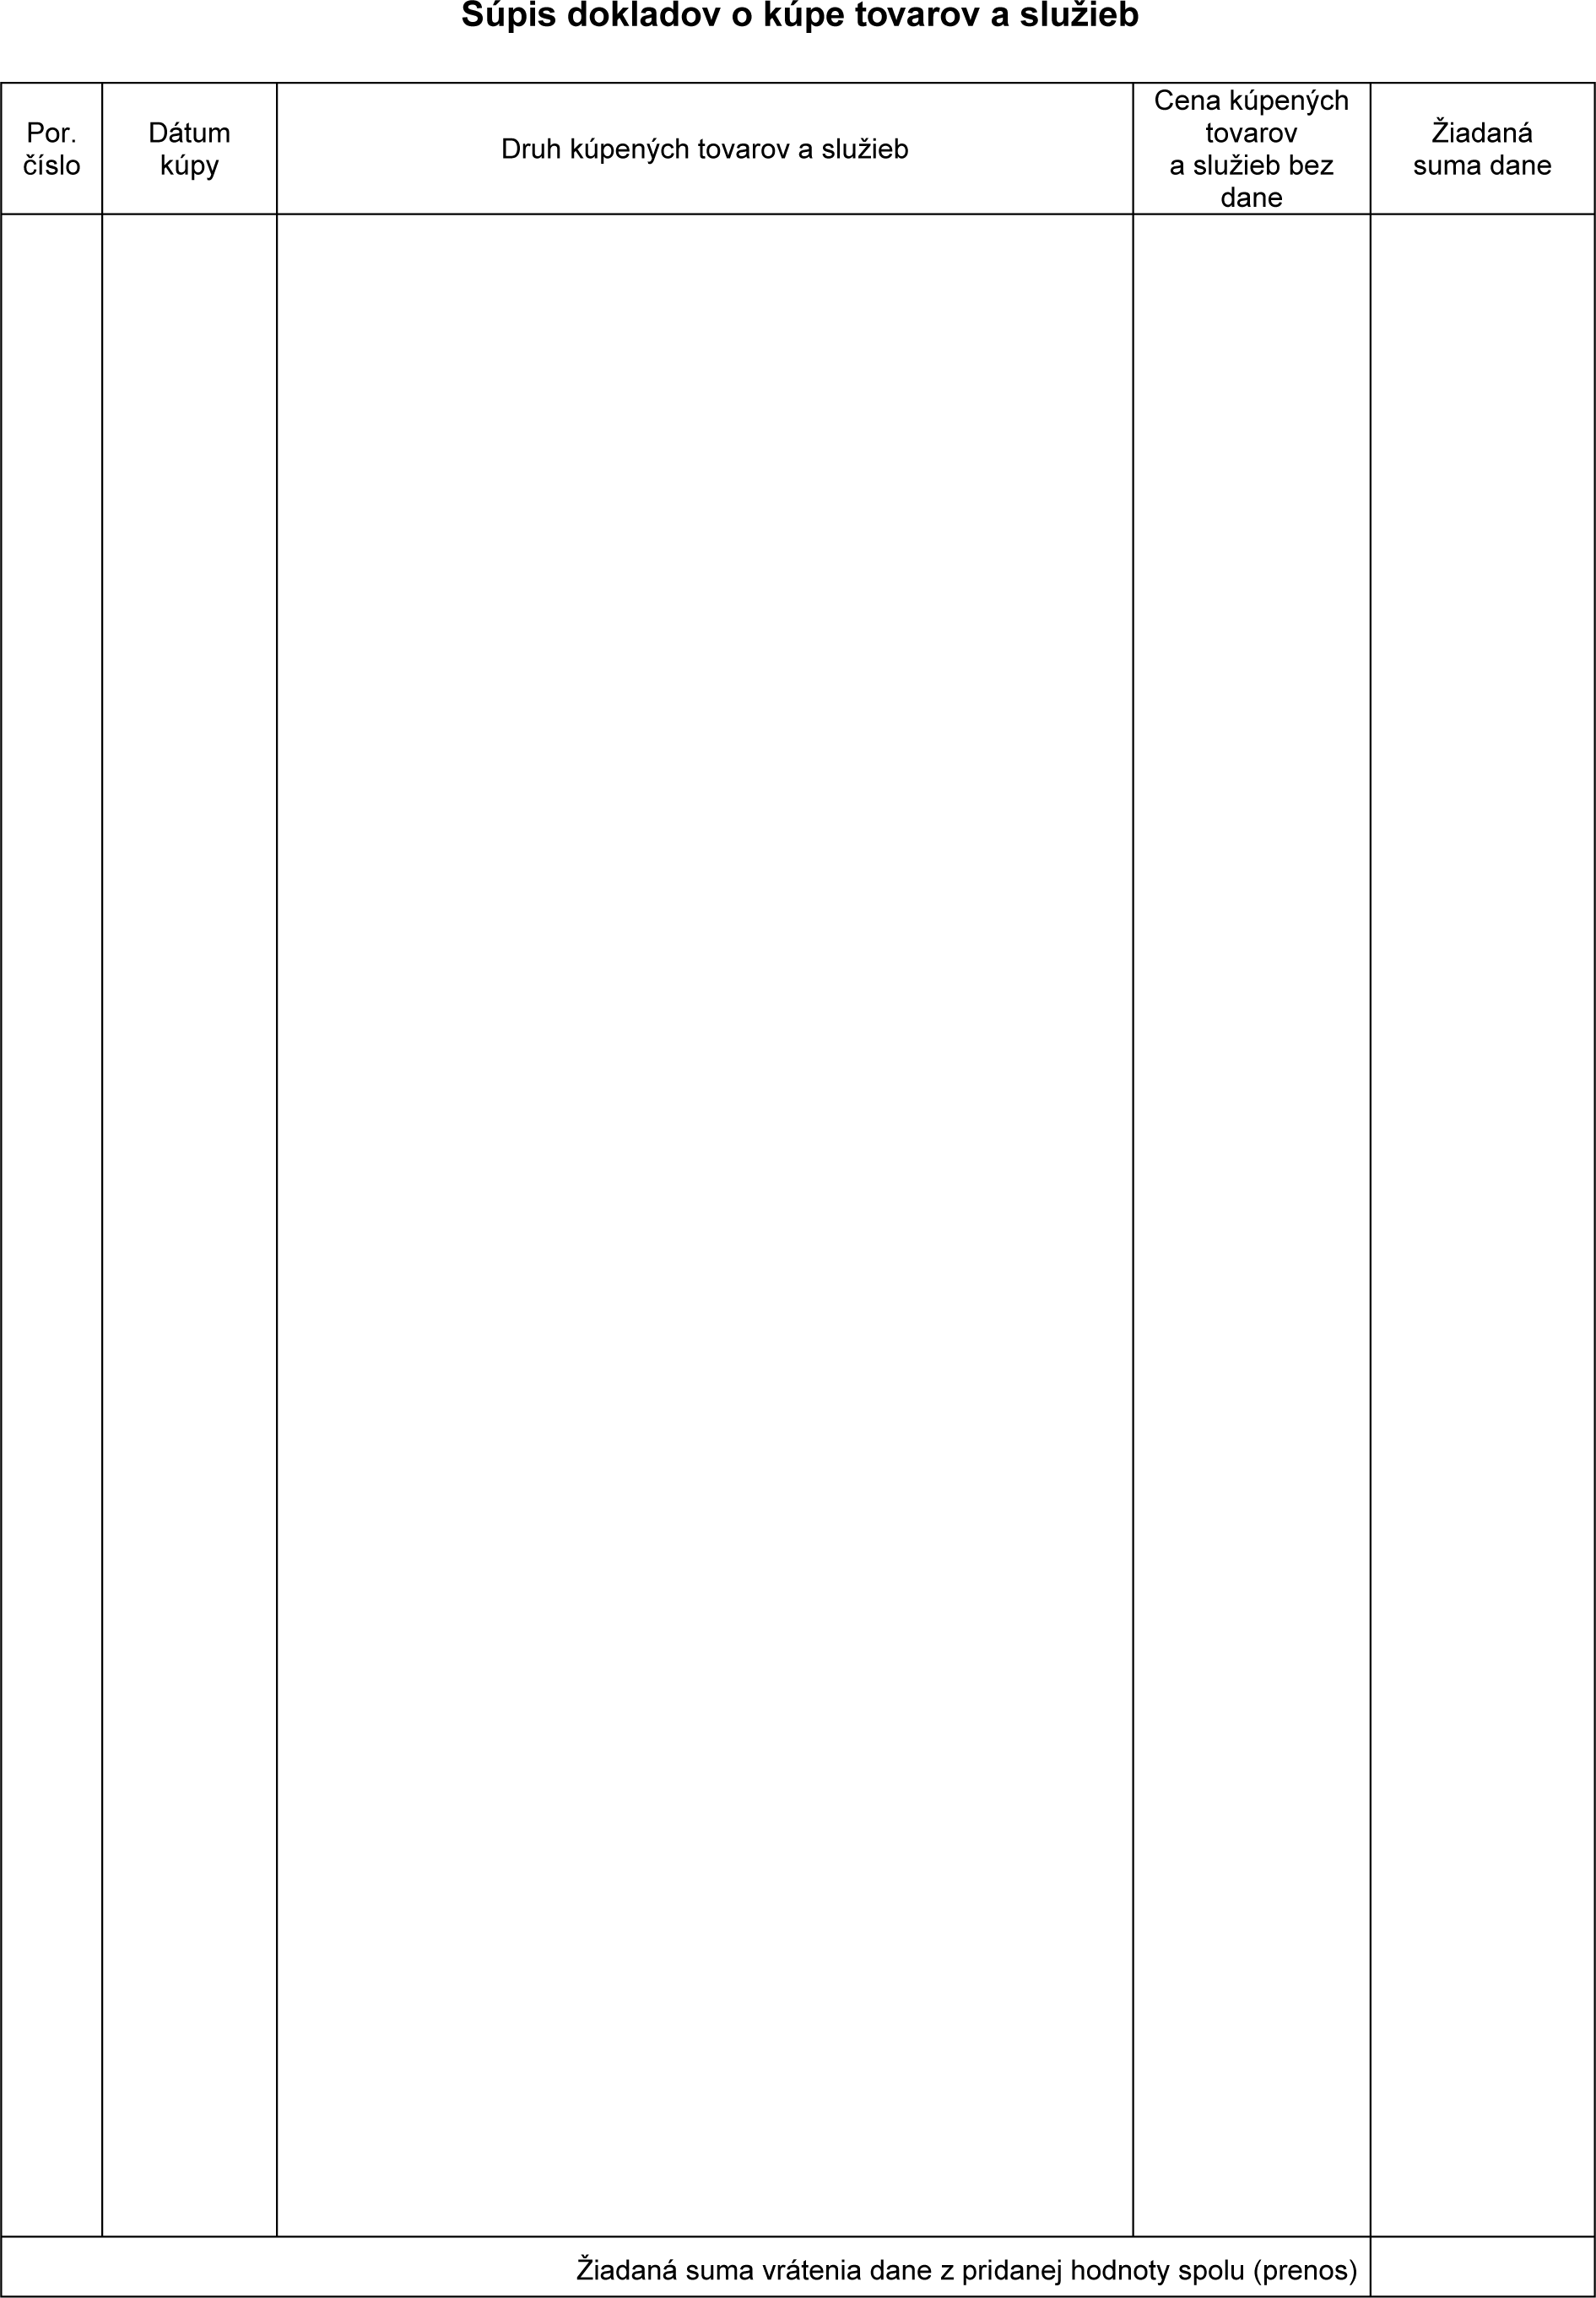 Súpis dokladov o kúpe tovarov a služieb
Por.
číslo
Dátum
kúpy
Druh kúpených tovarov a služieb
Cena kúpených
tovarov
a služieb bez
dane
Žiadaná
suma dane
Žiadaná suma vrátenia dane z pridanej hodnoty spolu (prenos)